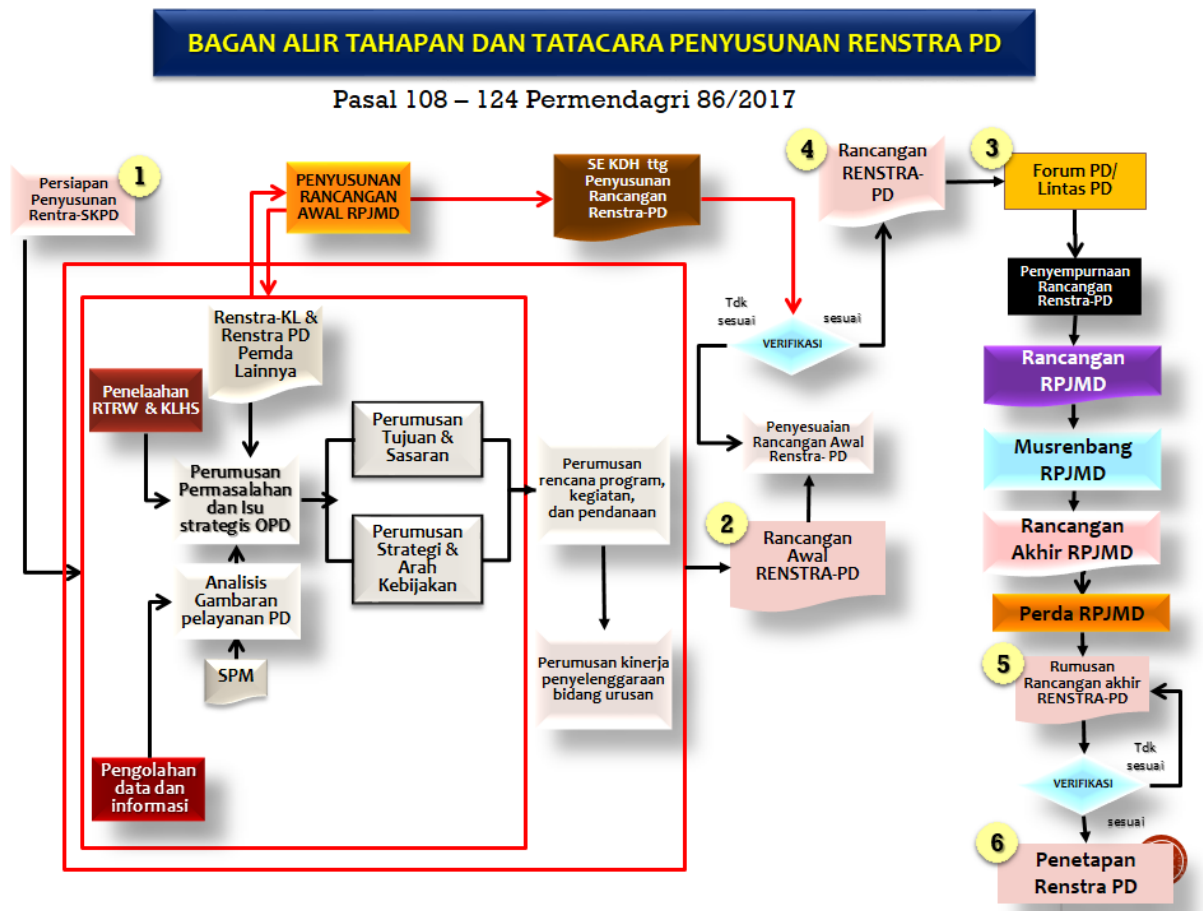 BAGAN ALIR TAHAPAN DAN TATACARA PENYUSUNAN RENSTRA PD
Pasal 108 – 124 Permendagri 86/2017
1
Persiapan
Penyusunan
Rentra-SKPD
PENYUSUNAN
RANCANGAN
AWAL RPJMD
SE KDH ttg
Penyusunan
Rancangan
Renstra-PD
4
Rancangan
RENSTRA-
PD
3
Forum PD/
Lintas PD
Penyempurnaan
Rancangan
Renstra-PD
Renstra-KL &
Renstra PD
Pemda
Lainnya
Penelaahan
RTRW & KLHS
Perumusan
Permasalahan
dan Isu
strategis OPD
Analisis
Gambaran
pelayanan PD
SPM
Pengolahan
data dan
informasi
Perumusan
Tujuan &
Sasaran
Perumusan
Strategi &
Arah
Kebijakan
Perumusan
rencana program,
kegiatan,
dan pendanaan
Perumusan kinerja
penyelenggaraan
bidang urusan
Tdk
sesuai
sesuai
VERIFIKASI
Penyesuaian
Rancangan Awal
Renstra- PD
2
Rancangan
Awal
RENSTRA-PD
Rancangan
RPJMD
Musrenbang
RPJMD
Rancangan
Akhir RPJMD
Perda RPJMD
5
Rumusan
Rancangan akhir
RENSTRA-PD
Tdk
sesuai
VERIFIKASI
sesuai
6
Penetapan
Renstra PD